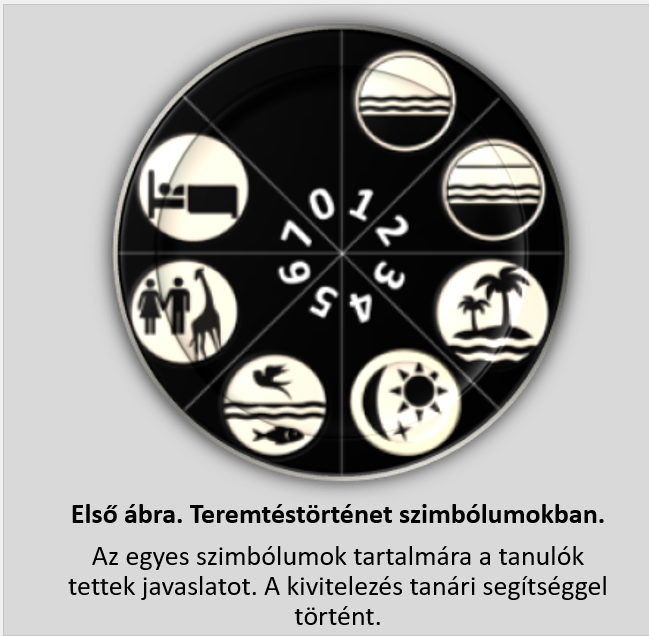 0 1 2 3 4 5 6 7
Első ábra. Teremtéstörténet szimbólumokban.
Az egyes szimbólumok tartalmára a tanulók
tettek javaslatot. A kivitelezés tanári segítséggel
történt.